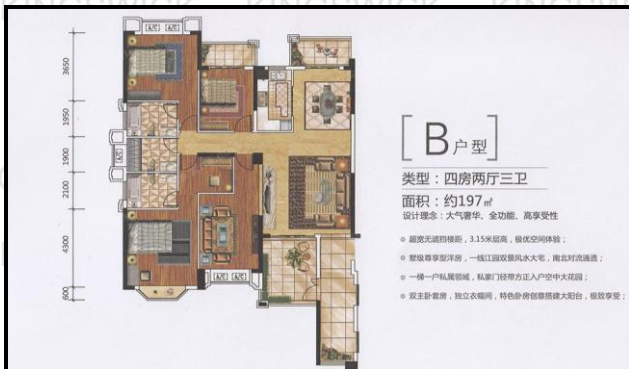 KINGSWICK
3650
1950
1900
2100
4300
600
A/C
A/C
A/C
A/C
A/C
[B户型]
类型：四房两厅三卫
面积：约197㎡
设计理念：大气奢华、全功能、高享受性
超宽无遮挡楼距，3.15米层高，极优空间体验；
墅级尊享型洋房，一线江园双景风水大宅，南北对流通透；
一梯一户私属领域，私家门径带方正入户空中大花园；
双主卧套房，独立衣帽间，特色卧房创意搭建大阳台，极致享受；